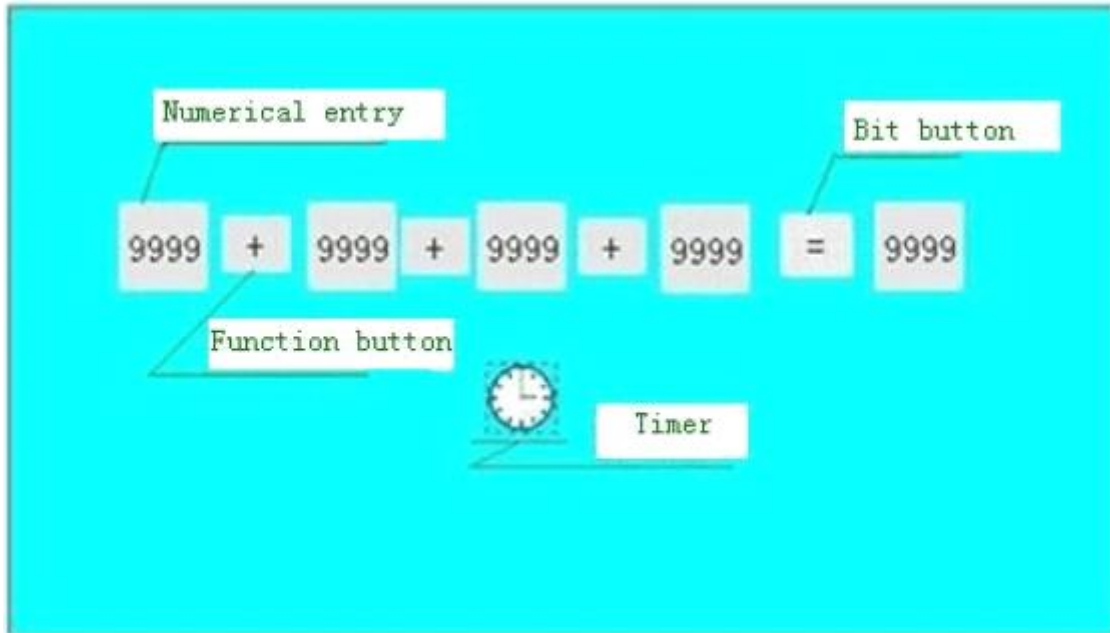 Numerical entry
Bit button
9999 + 9999 + 9999 + 9999 = 9999
Function button
Timer